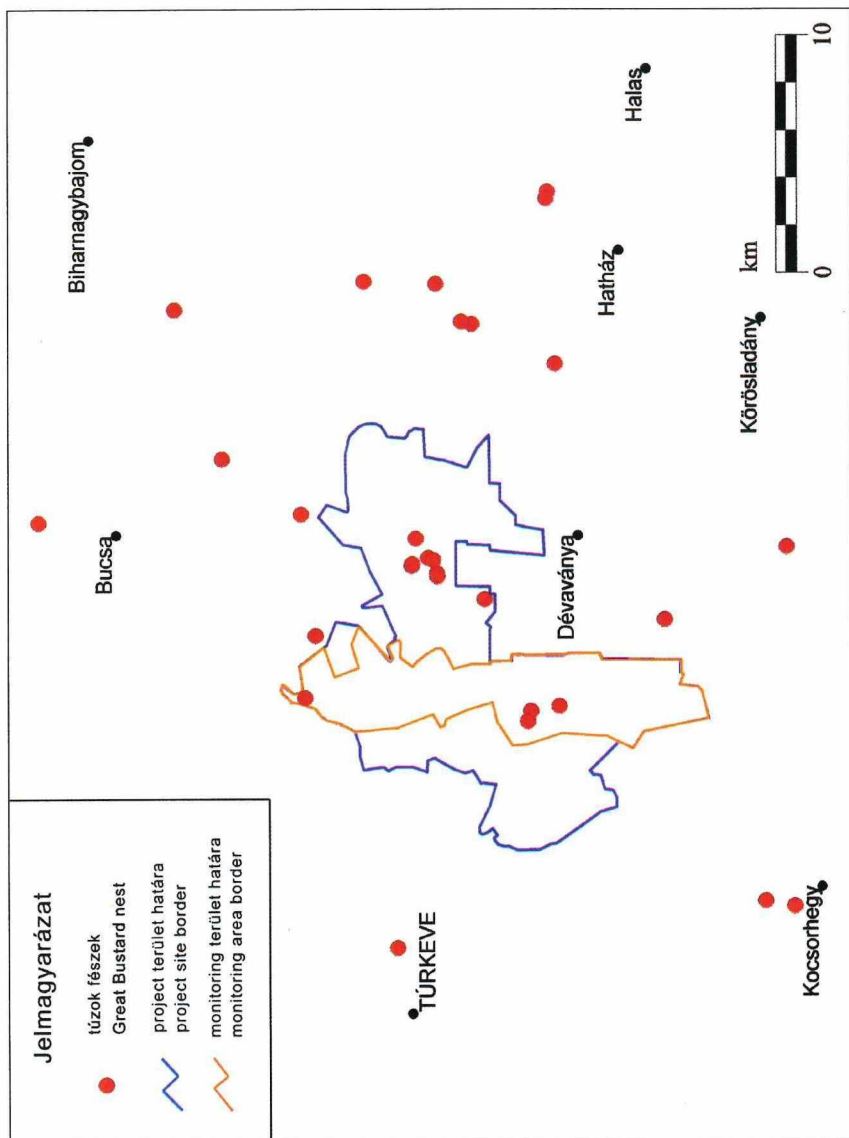 Jelmagyarázat
túzok fészek
Great Bustard nest
project terület határa
project site border
monitoring terület határa
monitoring area border
Biharnagybajom
Bucsa
Halas
Hatház
Körösladány
Dévaványa
TÚRKEVE
Kocsorhegy
km
0
10